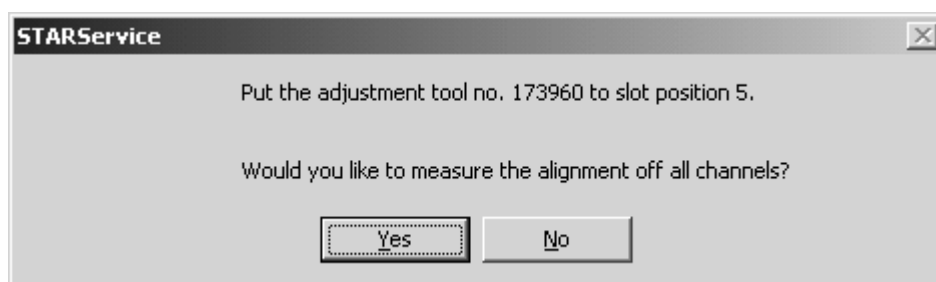 STARService
Put the adjustment tool no. 173960 to slot position 5.
Would you like to measure the alignment off all channels?
Yes
No